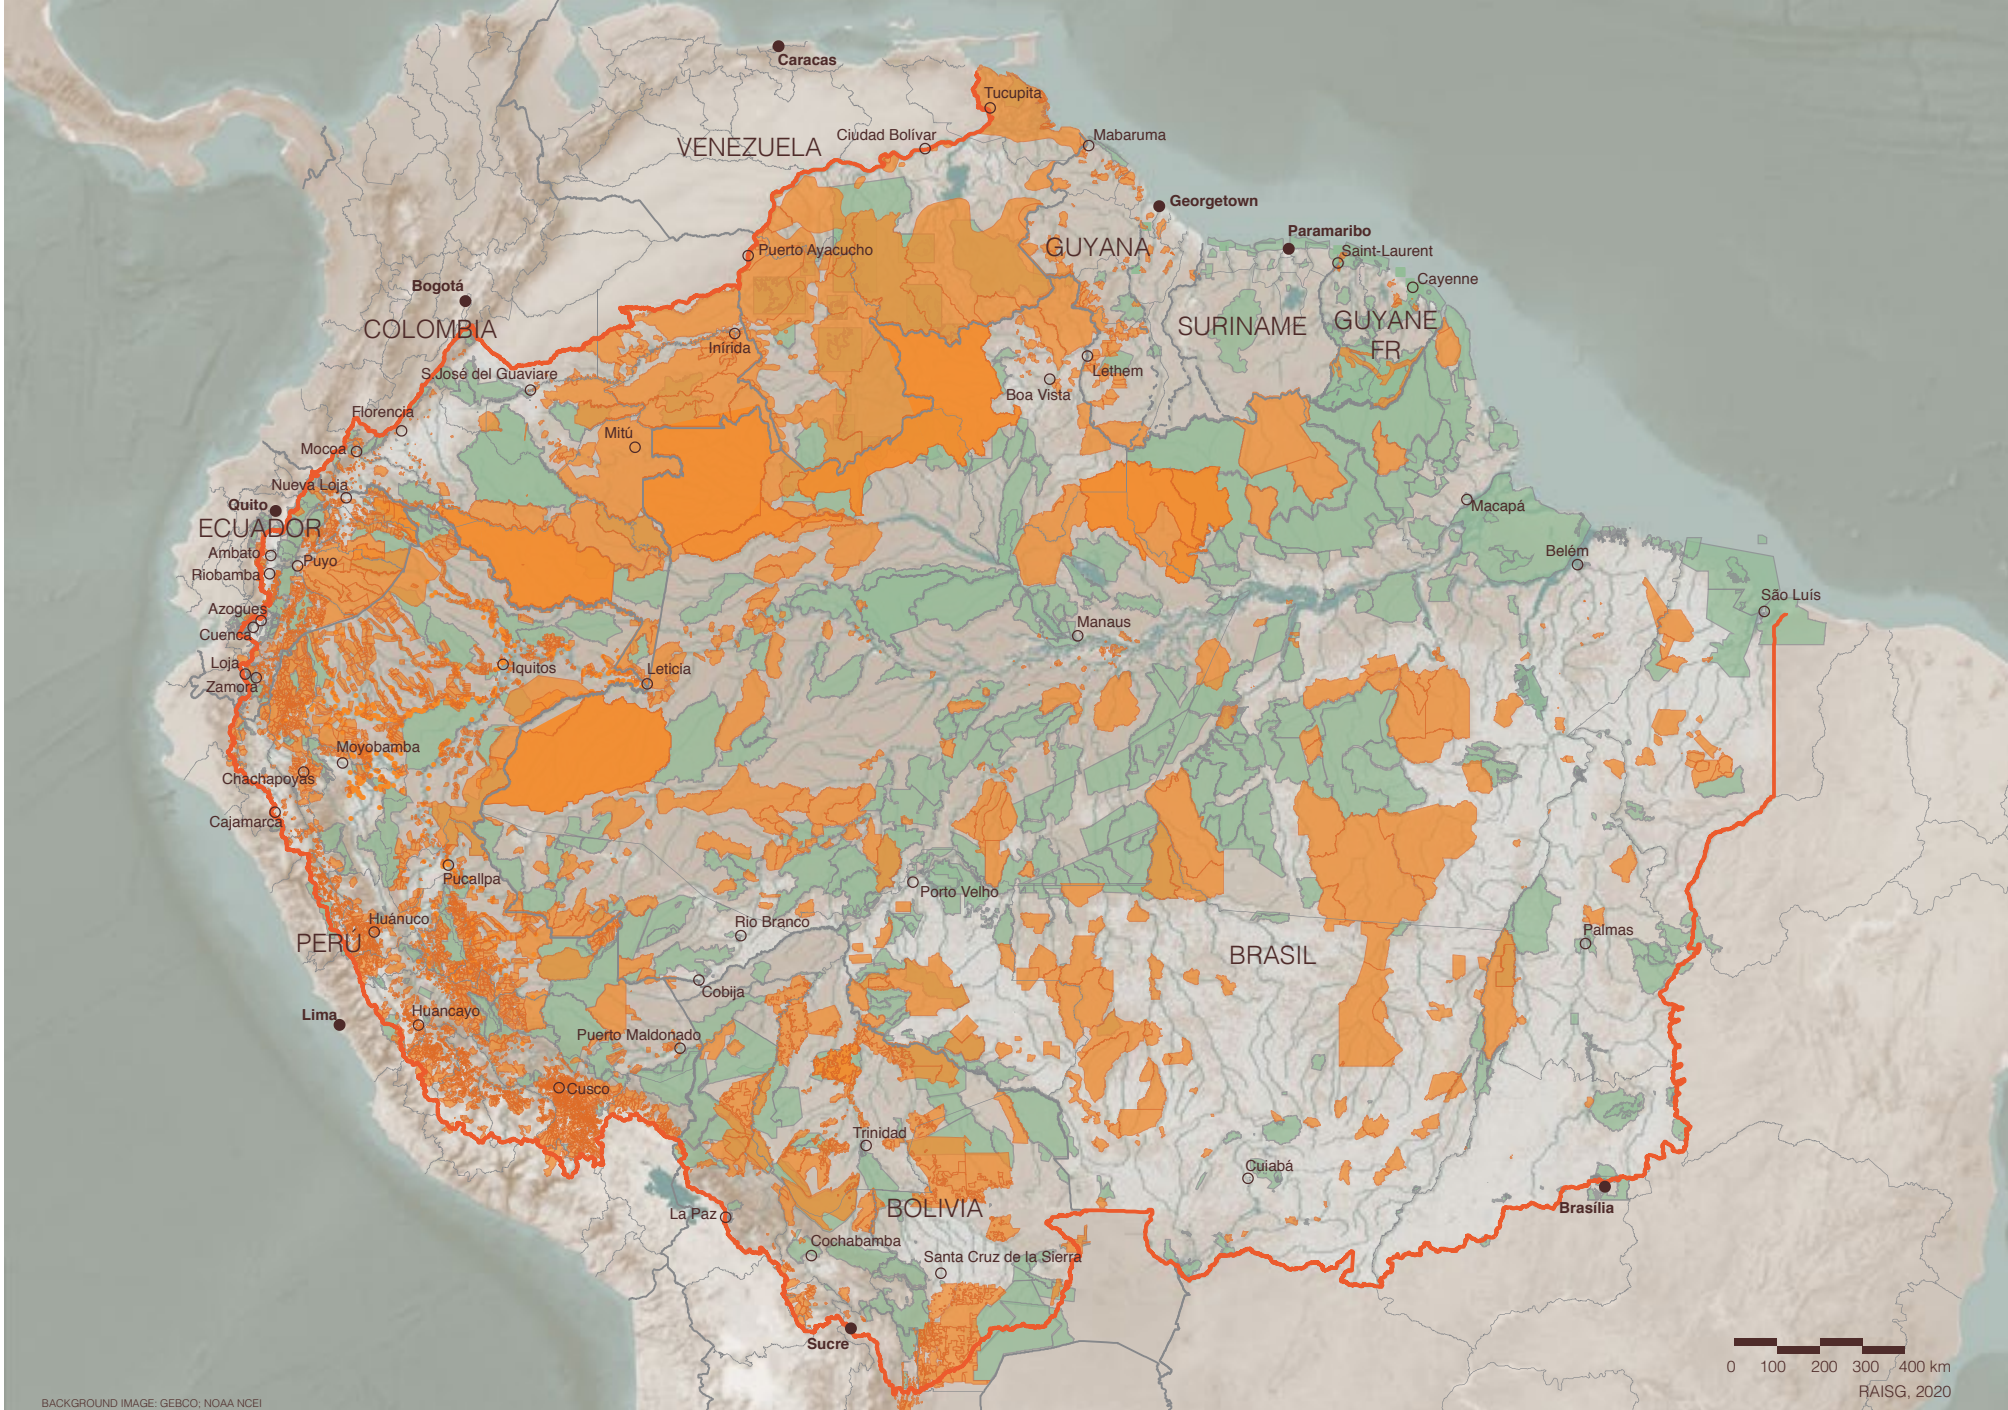 Caracas
Tucupita
Ciudad Bolívar
Mabaruma
VENEZUELA
Georgetown
Paramaribo
GUYANA
Puerto Ayacucho
Saint-Laurent
Cayenne
Bogotá
COLOMBIA
SURINAME
GUYANE
FR
Inírida
S.José del Guaviare
Lethem
Boa Vista
Florencia
Mitú
Mocoa
Nueva Loja
Quito
ECUADOR
Macapá
Ambato
Puyo
Belém
Riobamba
São Luís
Azogues
Cuenca
Manaus
Loja
Iquitos
Leticia
Zamora
Moyobamba
Chachapoyas
Cajamarca
Pucallpa
Porto Velho
Huánuco
Rio Branco
PERÚ
Palmas
BRASIL
Cobija
Lima
Huancayo
Puerto Maldonado
Cusco
Trinidad
Cuiabá
La Paz
BOLIVIA
Brasília
Cochabamba
Santa Cruz de la Sierra
Sucre
0 100 200 300 400 km
RAISG, 2020
BACKGROUND IMAGE: GEBCO; NOAA NCEI